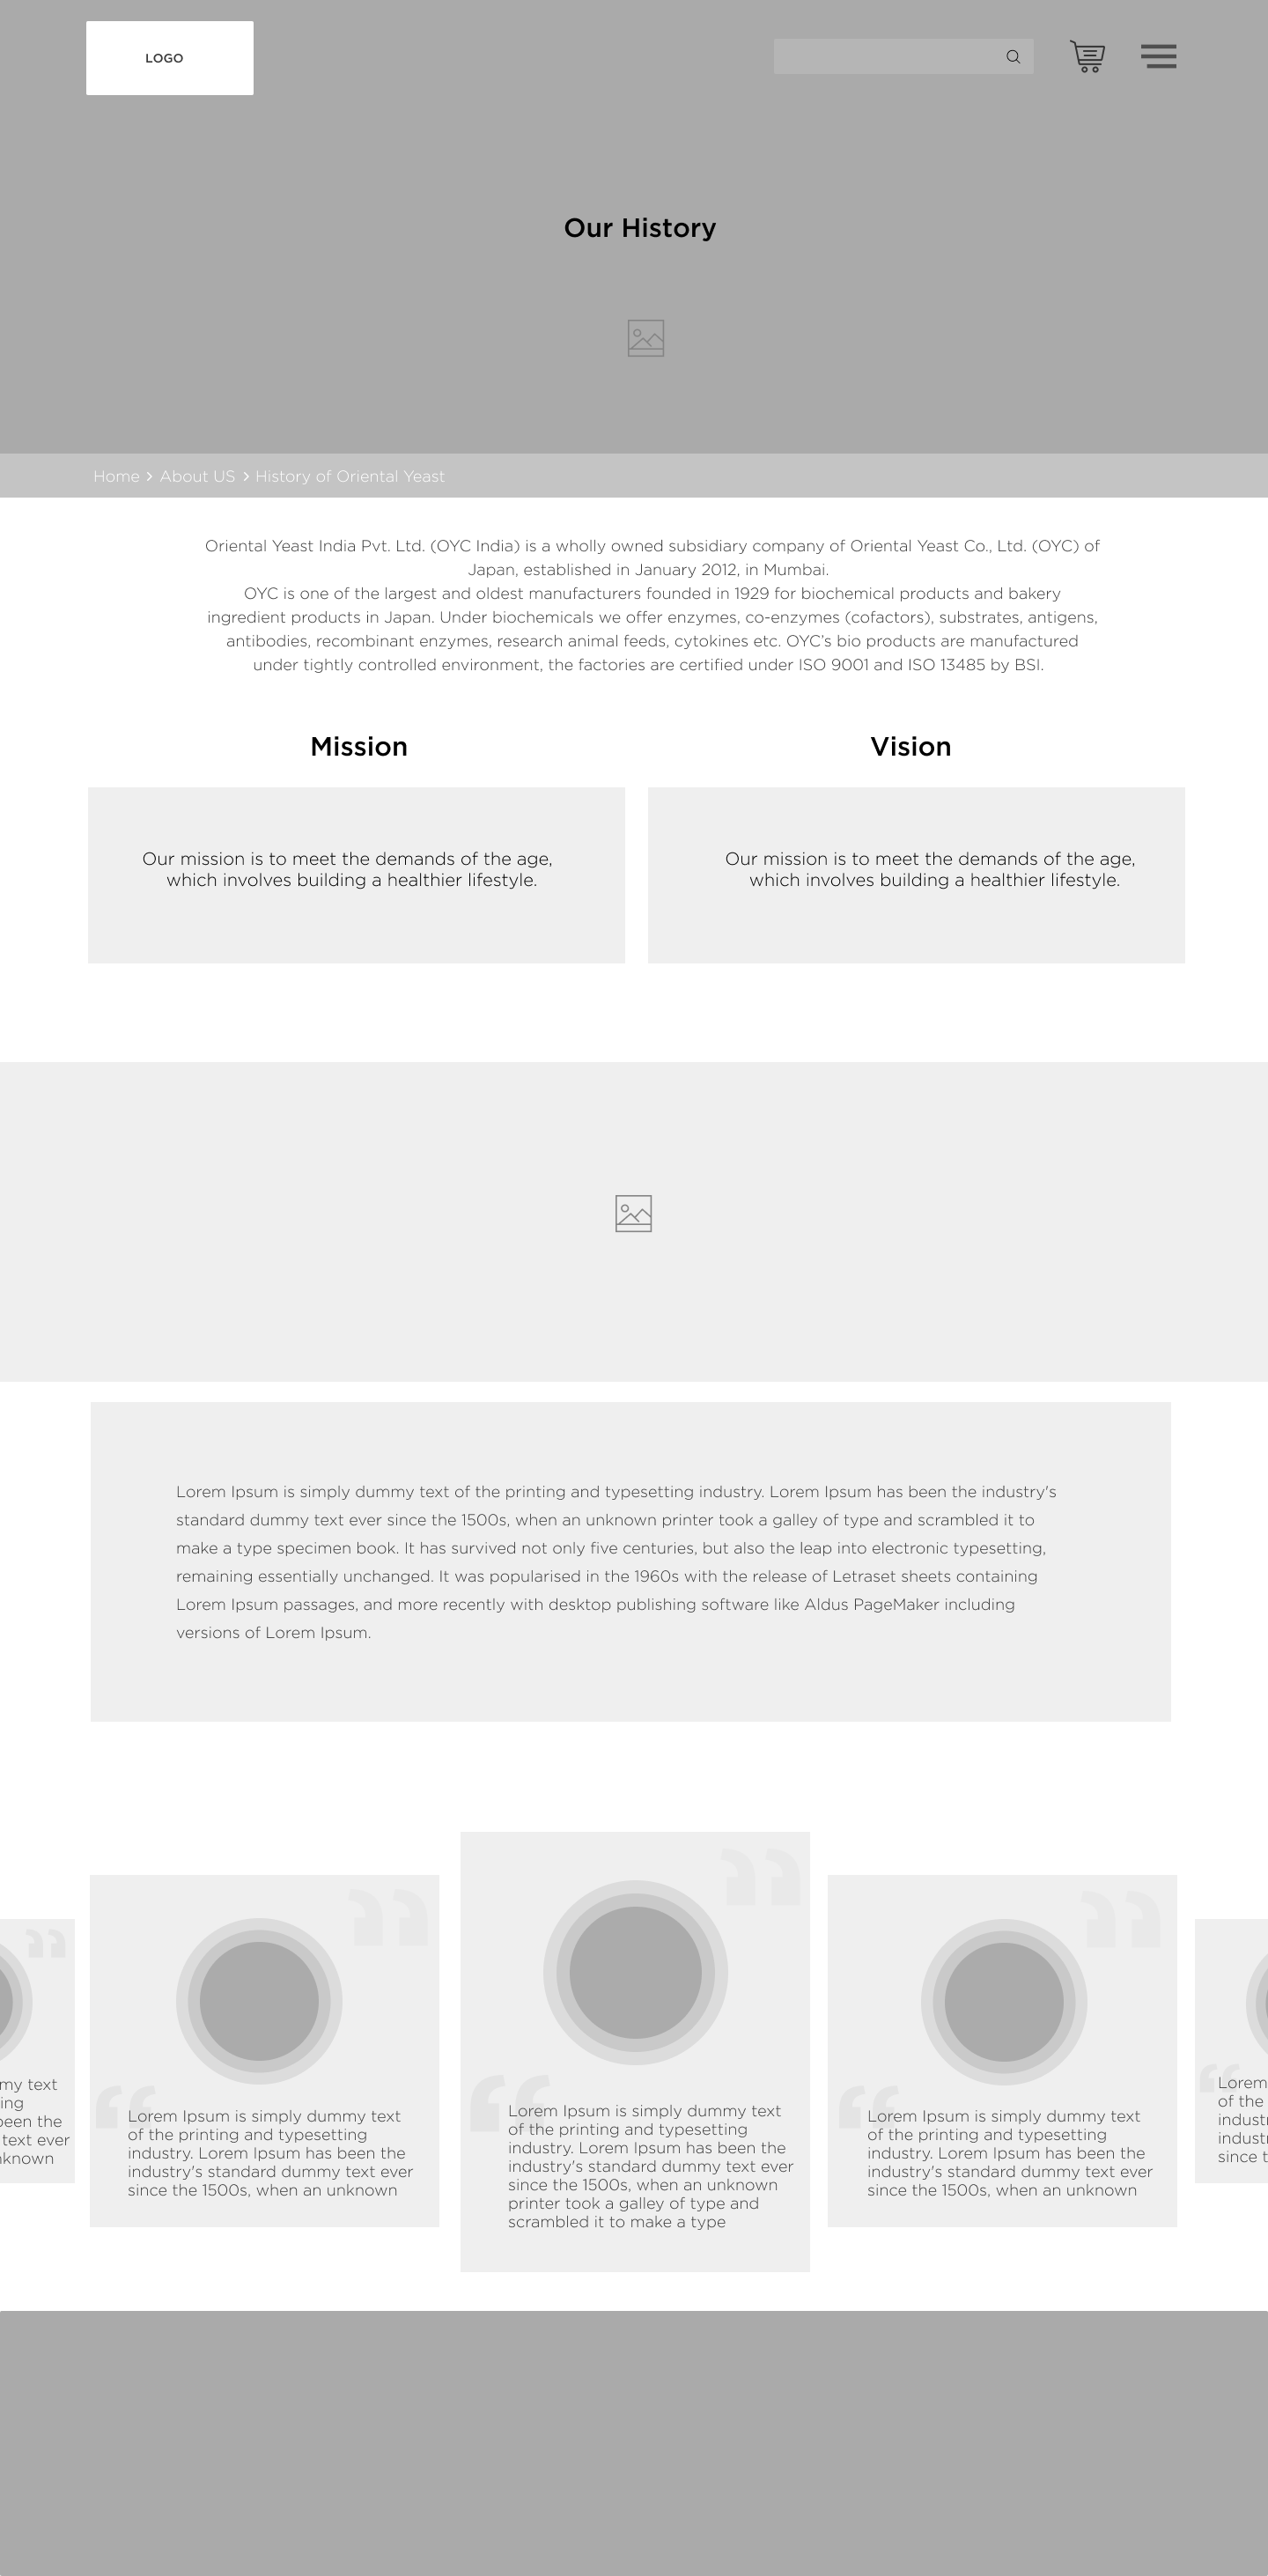 LOGO
Our History
Home > About US > History of Oriental Yeast
Oriental Yeast India Pvt. Ltd. (OYC India) is a wholly owned subsidiary company of Oriental Yeast Co., Ltd. (OYC) of
Japan, established in January 2012, in Mumbai.
OYC is one of the largest and oldest manufacturers founded in 1929 for biochemical products and bakery
ingredient products in Japan. Under biochemicals we offer enzymes, co-enzymes (cofactors), substrates, antigens,
antibodies, recombinant enzymes, research animal feeds, cytokines etc. OYC’s bio products are manufactured
under tightly controlled environment, the factories are certified under ISO 9001 and ISO 13485 by BSI.
Mission
Our mission is to meet the demands of the age,
which involves building a healthier lifestyle.
Vision
Our mission is to meet the demands of the age,
which involves building a healthier lifestyle.
Lorem Ipsum is simply dummy text of the printing and typesetting industry. Lorem Ipsum has been the industry's
standard dummy text ever since the 1500s, when an unknown printer took a galley of type and scrambled it to
make a type specimen book. It has survived not only five centuries, but also the leap into electronic typesetting,
remaining essentially unchanged. It was popularised in the 1960s with the release of Letraset sheets containing
Lorem Ipsum passages, and more recently with desktop publishing software like Aldus PageMaker including
versions of Lorem Ipsum.
my text
ing
been the
text ever
nknown
Lorem Ipsum is simply dummy text
of the printing and typesetting
industry. Lorem Ipsum has been the
industry's standard dummy text ever
since the 1500s, when an unknown
Lorem Ipsum is simply dummy text
of the printing and typesetting
industry. Lorem Ipsum has been the
industry's standard dummy text ever
since the 1500s, when an unknown
printer took a galley of type and
scrambled it to make a type
Lorem Ipsum is simply dummy text
of the printing and typesetting
industry. Lorem Ipsum has been the
industry's standard dummy text ever
since the 1500s, when an unknown
Lorem
of the
industr
industr
since t